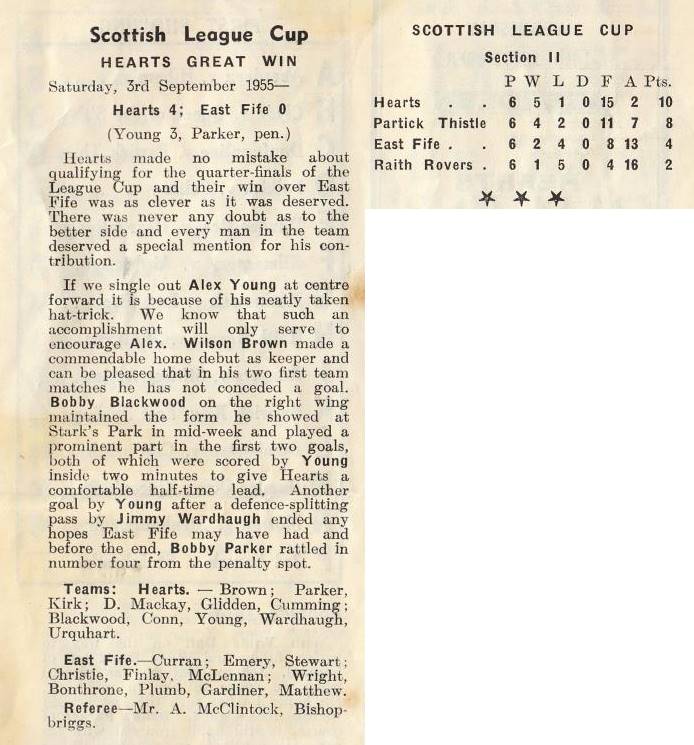 Scottish League Cup
HEARTS GREAT WIN
Saturday, 3rd September 1955—
Hearts 4; East Fife 0
(Young 3, Parker, pen.)
Hearts made no mistake about
qualifying for the quarter-finals of the
League Cup and their win over East
Fife was as clever as it was deserved.
There was never any doubt as to the
better side and every man in the team
deserved a special mention for his con-
tribution.
If we single out Alex Young at centre
forward it is because of his neatly taken
hat-trick. We know that such an
accomplishment will only serve to
encourage Alex. Wilson Brown made a
commendable home debut as keeper and
can be pleased that in his two first team
matches he has not conceded a goal.
Bobby Blackwood on the right wing
maintained the form he showed at
Stark's Park in mid-week and played a
prominent part in the first two goals,
both of which were scored by Young
inside two minutes to give Hearts a
comfortable half-time lead. Another
goal by Young after a defence-splitting
pass by Jimmy Wardhaugh ended any
hopes East Fife may have had and
before the end, Bobby Parker rattled in
number four from the penalty spot.
Teams: Hearts. — Brown; Parker,
Kirk; D. Mackay, Glidden, Cumming;
Blackwood, Conn, Young, Wardhaugh,
Urquhart.
East Fife.—Curran; Emery, Stewart;
Christie, Finlay, McLennan; Wright,
Bonthrone, Plumb, Gardiner, Matthew.
Referee—Mr. A. McClintock, Bishop-
briggs.
SCOTTISH LEAGUE CUP
Section II
P W L D F A Pts.
Hearts . . 6 5 1 0 15 2 10
Partick Thistle 6 4 2 0 11 7 8
East Fife . . 6 2 4 0 8 13 4
Raith Rovers . 6 1 5 0 4 16 2